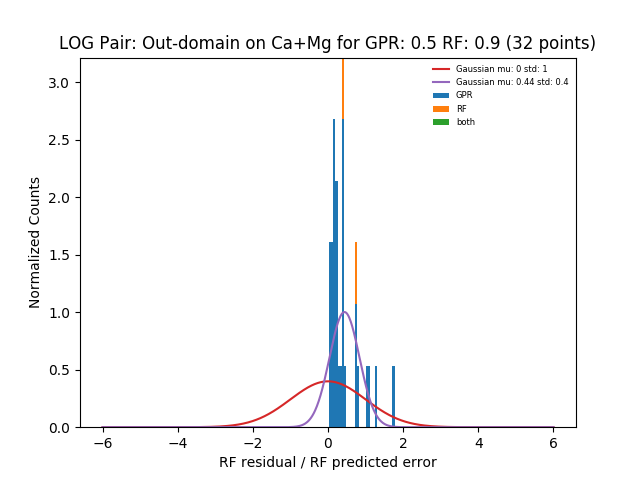 LOG Pair: Out-domain on Ca+Mg for GPR: 0.5 RF: 0.9 (32 points)
Gaussian mu: 0 std: 1
Gaussian mu: 0.44 std: 0.4
GPR
RF
both
Normalized Counts
3.0
2.5
2.0
1.5
1.0
0.5
0.0
−6 −4 −2 0 2 4 6
RF residual / RF predicted error